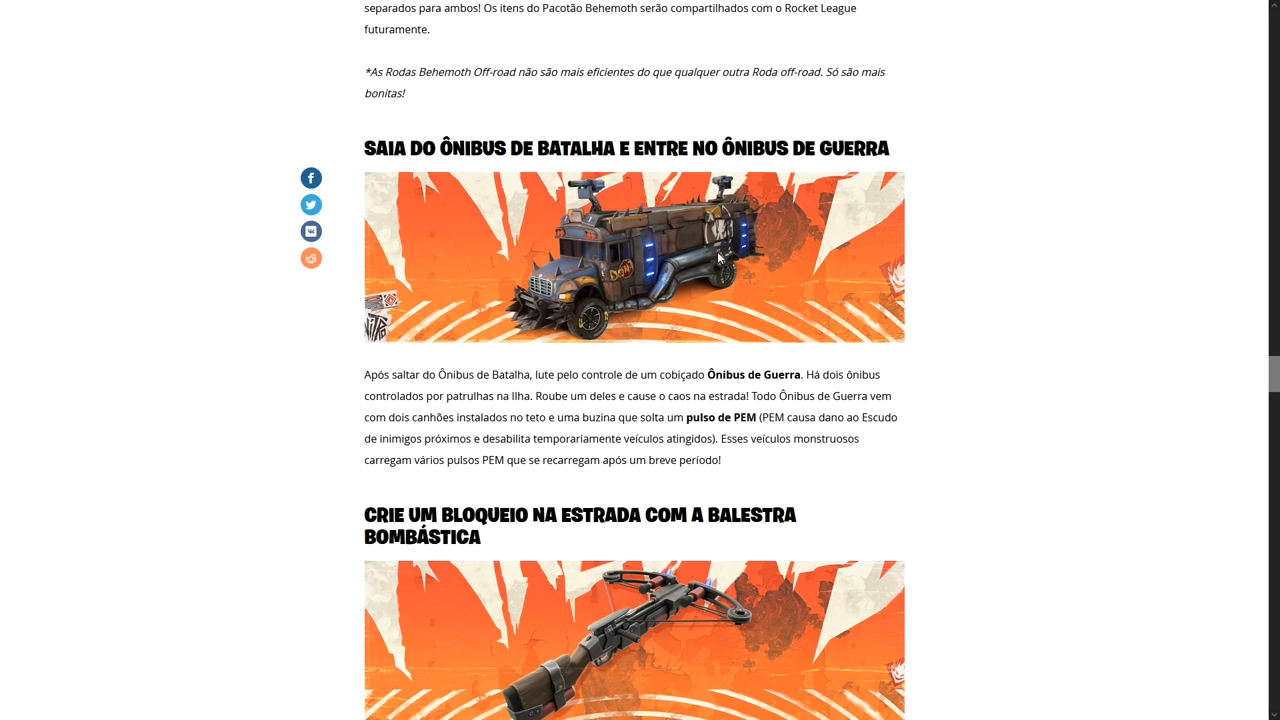 separados para ambos! Os itens do Pacotão Behemoth serão compartilhados com o Rocket League
futuramente.
*As Rodas Behemoth Off-road não são mais eficientes do que qualquer outra Roda off-road. Só são mais
bonitas!
SAIA DO ÔNIBUS DE BATALHA E ENTRE NO ÔNIBUS DE GUERRA
NITRO
Após saltar do Ônibus de Batalha, lute pelo controle de um cobiçado Ônibus de Guerra. Há dois ônibus
controlados por patrulhas na Ilha. Roube um deles e cause o caos na estrada! Todo Ônibus de Guerra vem
com dois canhões instalados no teto e uma buzina que solta um pulso de PEM (PEM causa dano ao Escudo
de inimigos próximos e desabilita temporariamente veículos atingidos). Esses veículos monstruosos
carregam vários pulsos PEM que se recarregam após um breve período!
CRIE UM BLOQUEIO NA ESTRADA COM A BALESTRA
BOMBÁSTICA